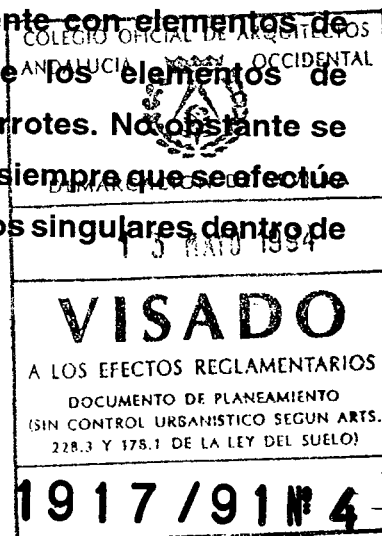 nte con elementos de
COLEGIO OFICIAL DE ARQUITECTOS
ANDALUCIA OCCIDENTAL
e los elementos de
rrotes. No obstante se
siempre que se efectúe
os singulares dentro de
1 3 MAYO 1994
VISADO
A LOS EFECTOS REGLAMENTARIOS
DOCUMENTO DE PLANEAMIENTO
(SIN CONTROL URBANISTICO SEGUN ARTS.
228.3 Y 178.1 DE LA LEY DEL SUELO)
1917/91 Nº 4